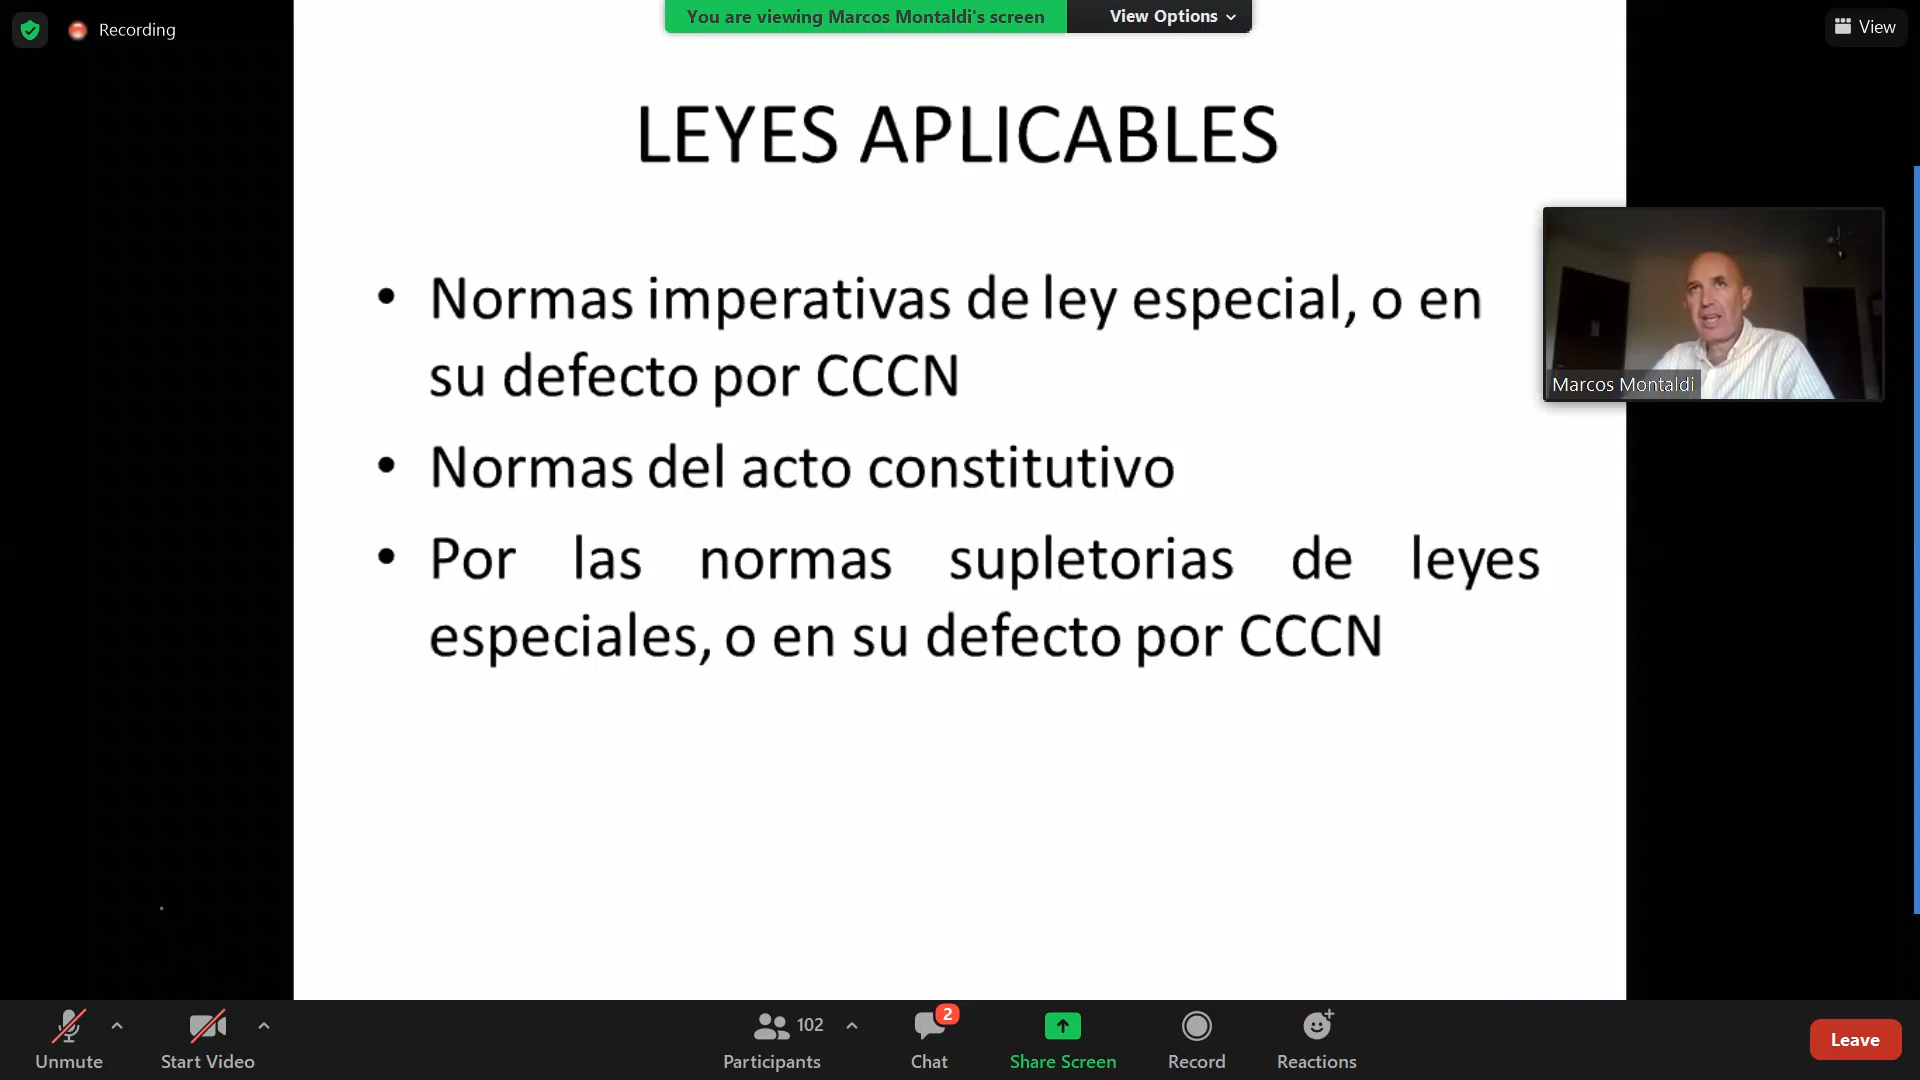 Recording
You are viewing Marcos Montaldi's screen
View Options
View
LEYES APLICABLES
• Normas imperativas de ley especial, o en
su defecto por CCCN
• Normas del acto constitutivo
• Por las normas supletorias de leyes
especiales, o en su defecto por CCCN
Marcos Montaldi
Unmute
Start Video
102
Participants
2
Chat
Share Screen
Record
Reactions
Leave